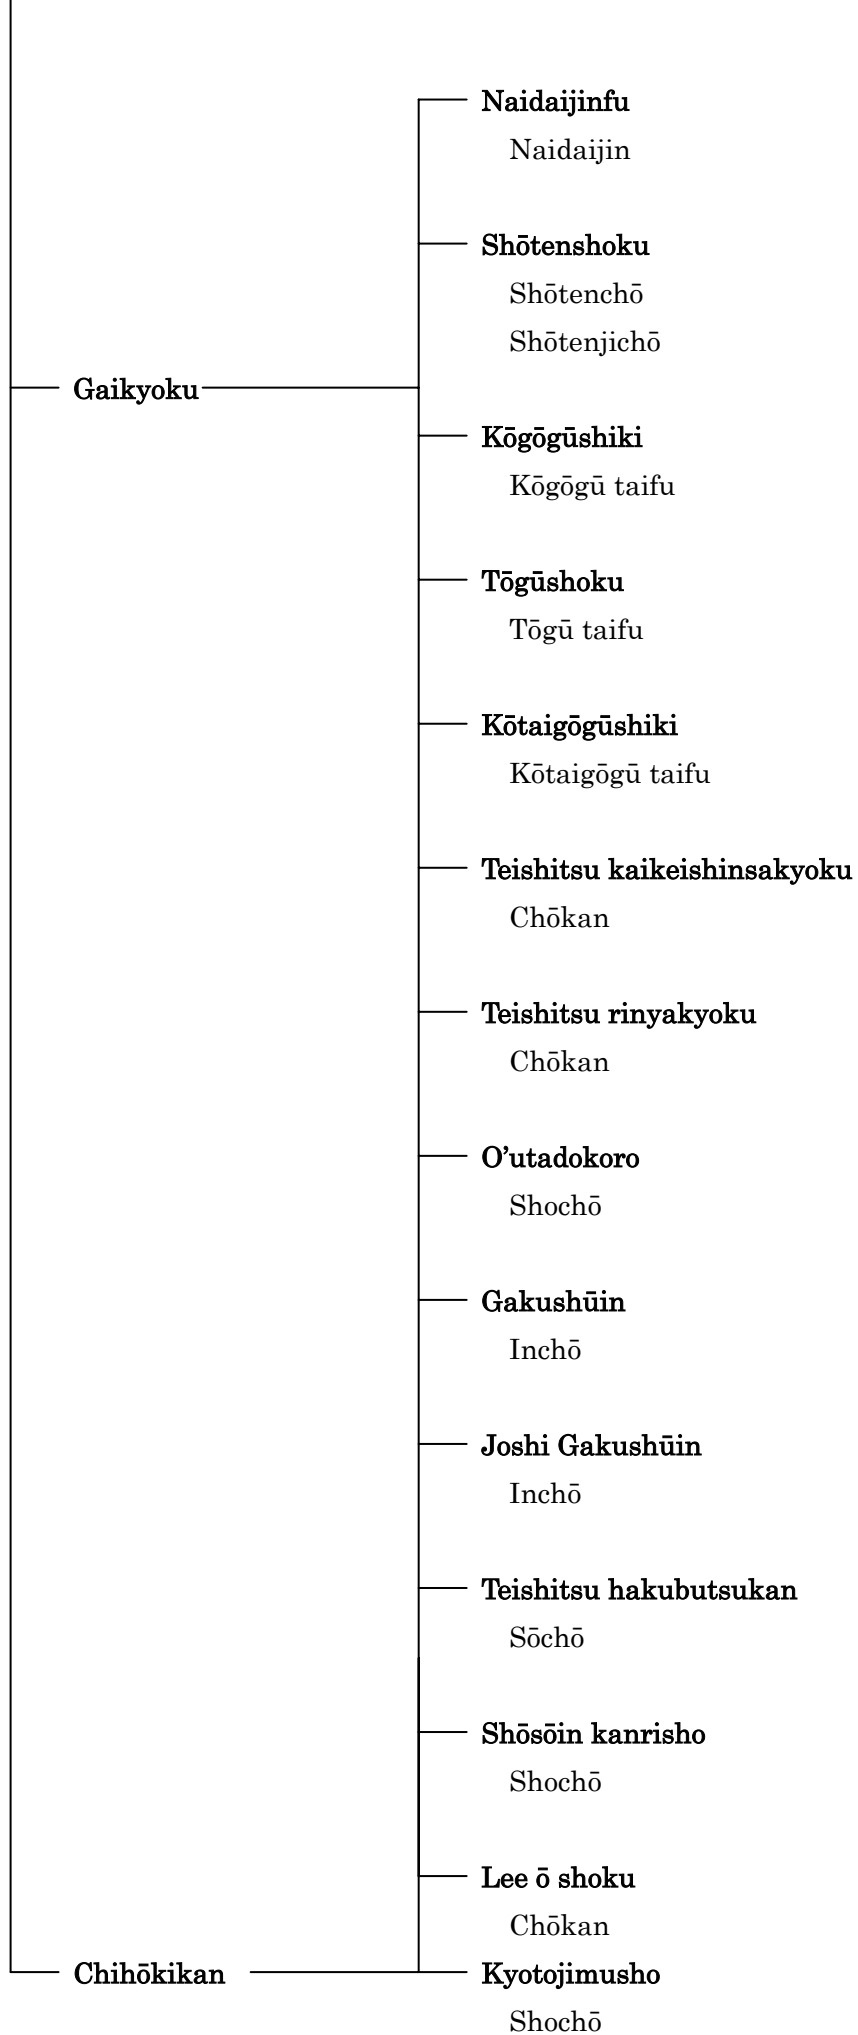 Naidaijinfu
Naidaijin
Shōtenshoku
Shōtenchō
Shōtenjichō
Gaikyoku
Kōgōgūshiki
Kōgōgū taifu
Tōgūshoku
Tōgū taifu
Kōtaigōgūshiki
Kōtaigōgū taifu
Teishitsu kaikeishinsakyoku
Chōkan
Teishitsu rinyakyoku
Chōkan
O’utadokoro
Shochō
Gakushūin
Inchō
Joshi Gakushūin
Inchō
Teishitsu hakubutsukan
Sōchō
Shōsōin kanrisho
Shochō
Lee ō shoku
Chōkan
Chihōkikan
Kyotojimusho
Shochō